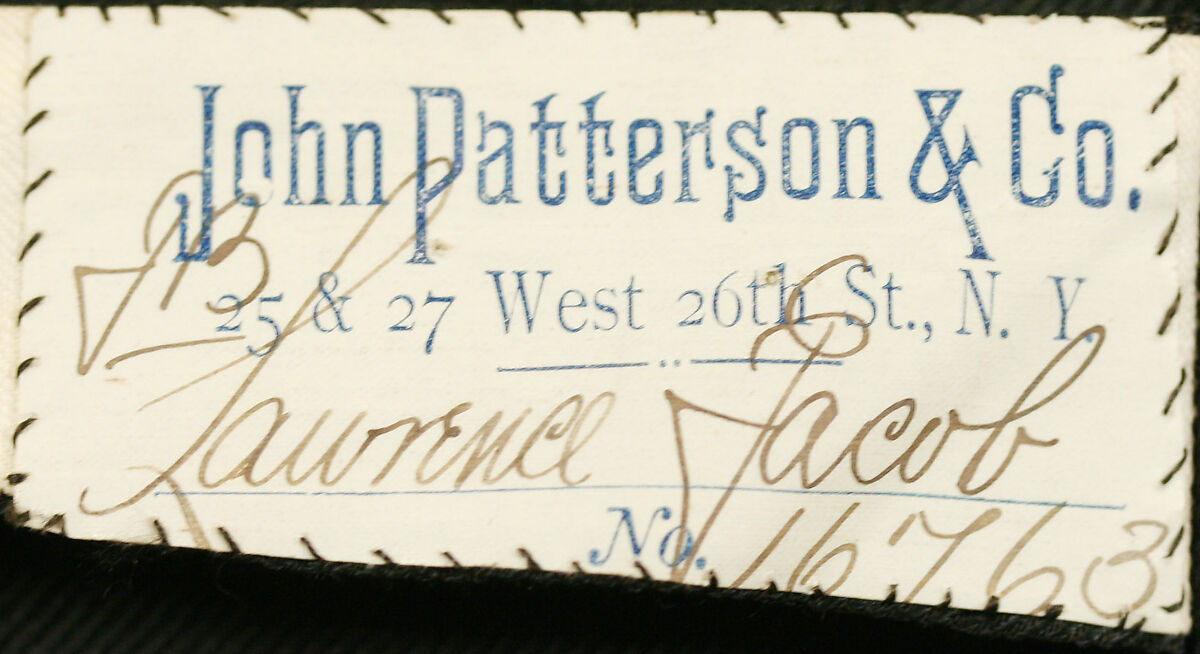 John Patterson & Co.
25 & 27 West 26th St., N. Y.
J B Lawrence Jacob
No. 16763